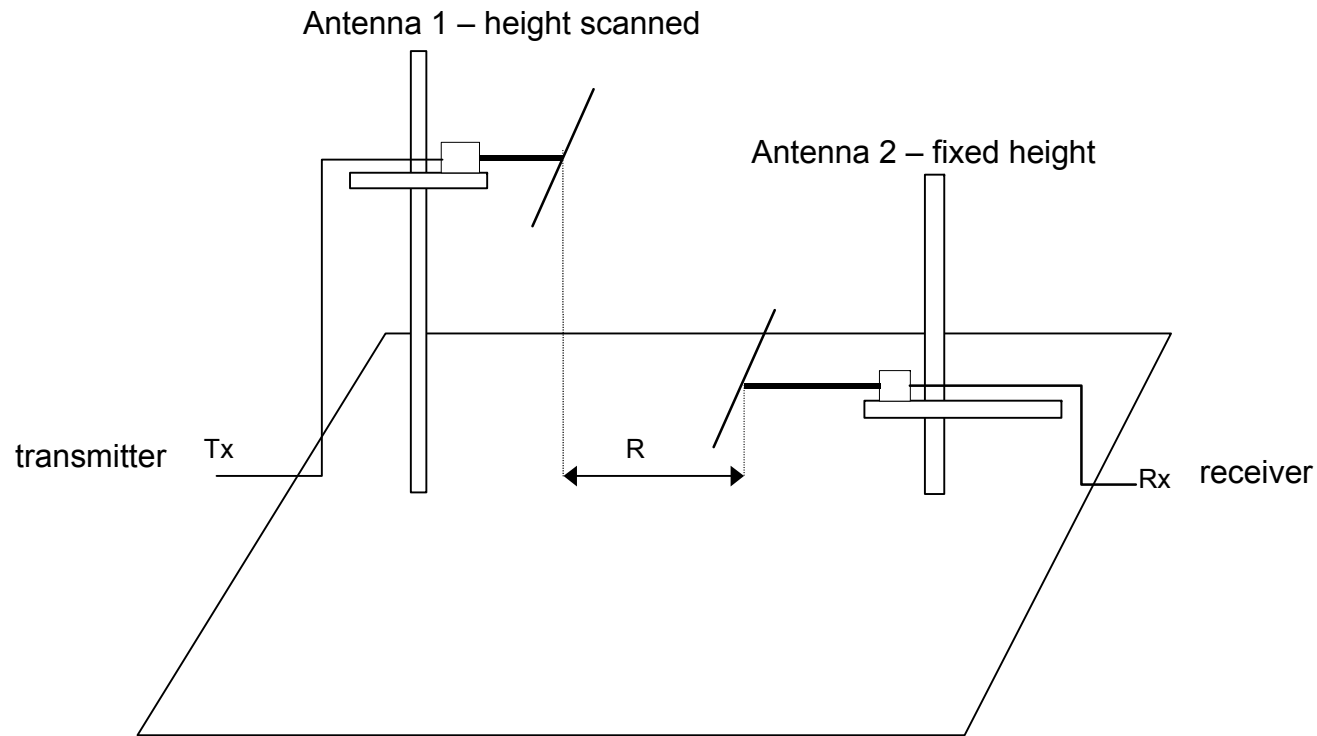 Antenna 1 – height scanned
Antenna 2 – fixed height
transmitter Tx
R
Rx receiver